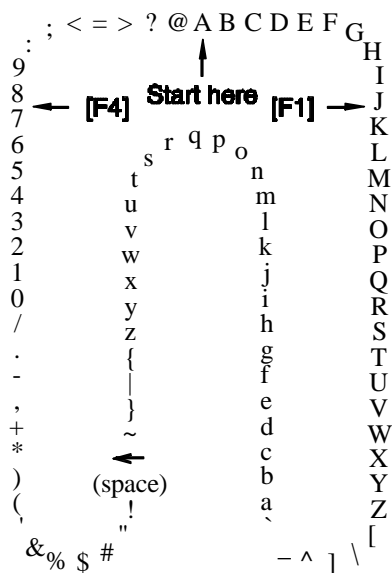 : ; < = > ? @ A B C D E F G
H
I
J
K
L
M
N
O
P
Q
R
S
T
U
V
W
X
Y
Z
[
\
] ^ _
`
a
b
c
d
e
f
g
h
i
j
k
l
m
n
o p q r s
t
u
v
w
x
y
z
{
|
}
~
(space)
!
"
# $ % &
'
(
)
*
+
,
-
.
/
0
1
2
3
4
5
6
7
8
9
Start here
[F4] [F1]